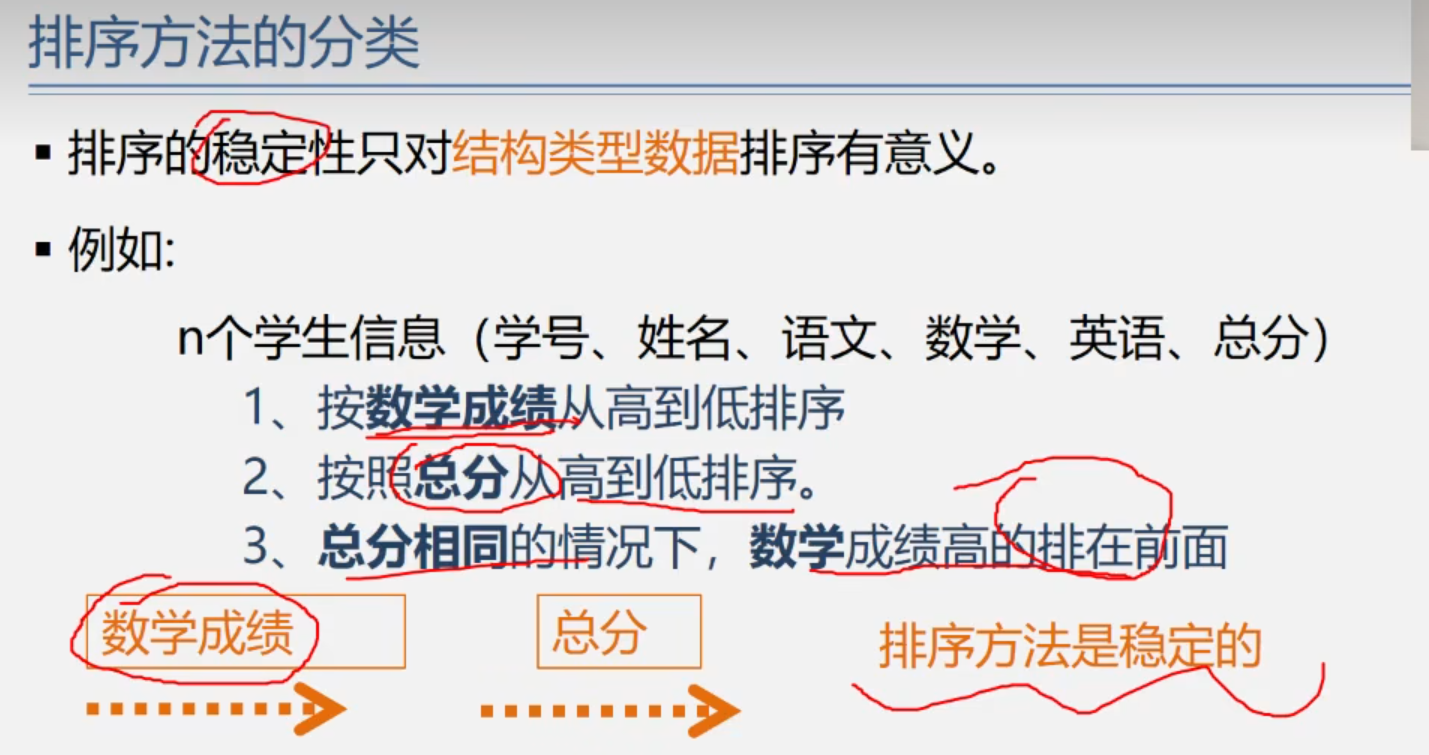 排序方法的分类
▪ 排序的稳定性只对结构类型数据排序有意义。
▪ 例如:
n个学生信息（学号、姓名、语文、数学、英语、总分）
1、按数学成绩从高到低排序
2、按照总分从高到低排序。
3、总分相同的情况下，数学成绩高的排在前面
数学成绩
总分
排序方法是稳定的